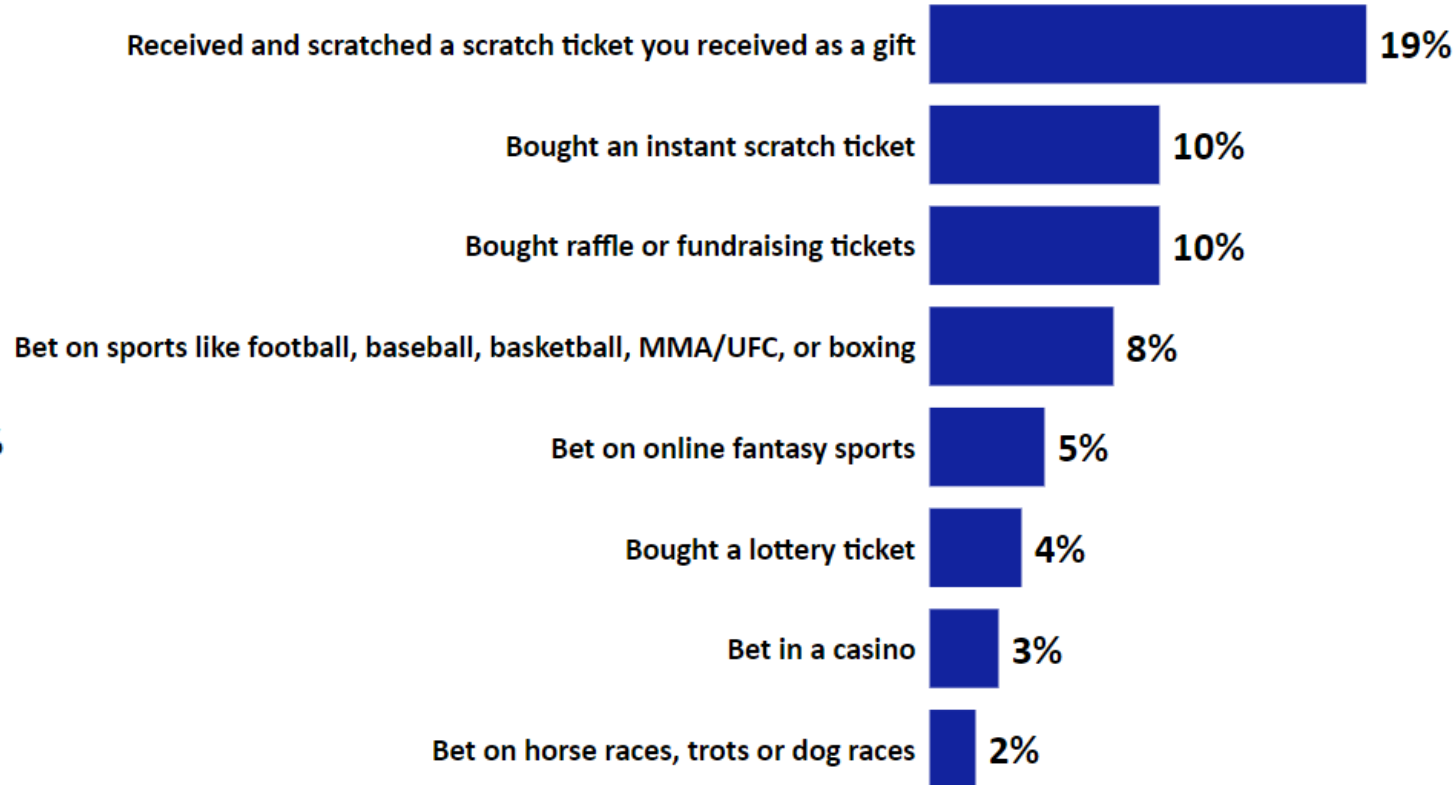 Received and scratched a scratch ticket you received as a gift 19%
Bought an instant scratch ticket 10%
Bought raffle or fundraising tickets 10%
Bet on sports like football, baseball, basketball, MMA/UFC, or boxing 8%
Bet on online fantasy sports 5%
Bought a lottery ticket 4%
Bet in a casino 3%
Bet on horse races, trots or dog races 2%